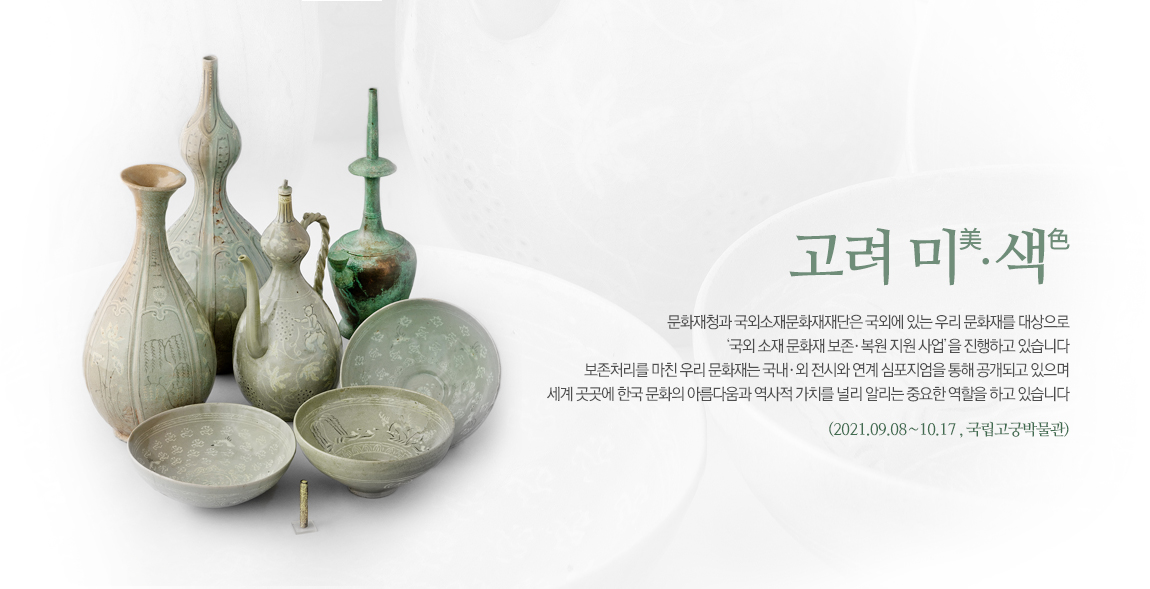 고려 미美·색色
문화재청과 국외소재문화재재단은 국외에 있는 우리 문화재를 대상으로
'국외 소재 문화재 보존·복원 지원 사업'을 진행하고 있습니다
보존처리를 마친 우리 문화재는 국내·외 전시와 연계 심포지엄을 통해 공개되고 있으며
세계 곳곳에 한국 문화의 아름다움과 역사적 가치를 널리 알리는 중요한 역할을 하고 있습니다
(2021.09.08~10.17 , 국립고궁박물관)